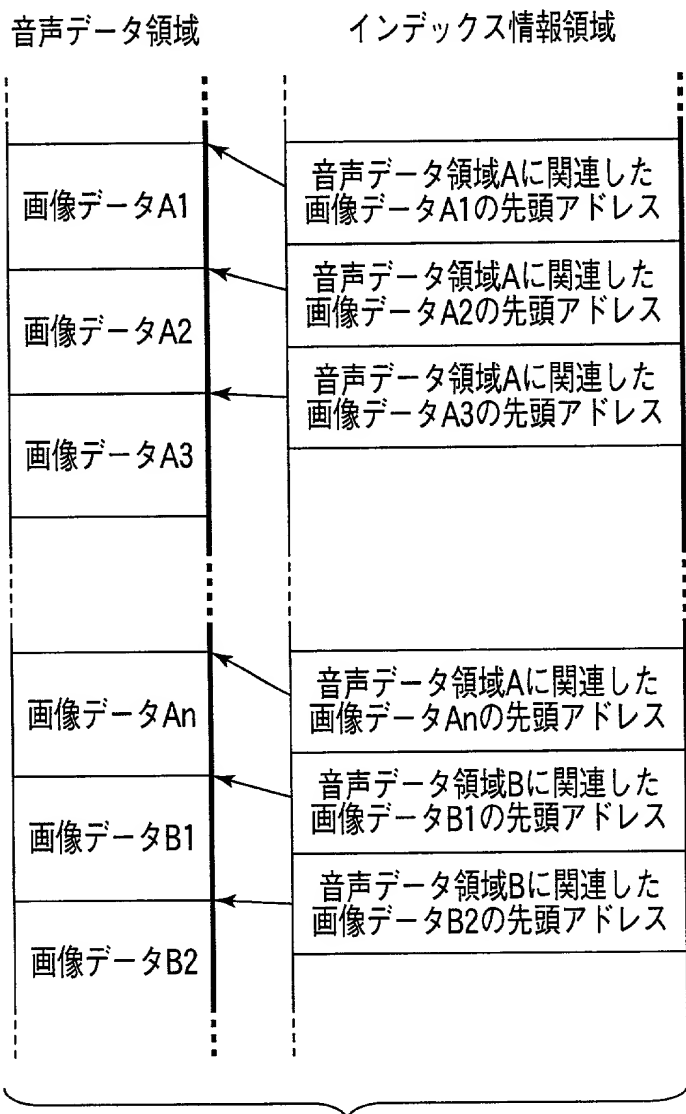 音声データ領域
インデックス情報領域
画像データA1
音声データ領域Aに関連した
画像データA1の先頭アドレス
画像データA2
音声データ領域Aに関連した
画像データA2の先頭アドレス
画像データA3
音声データ領域Aに関連した
画像データA3の先頭アドレス
画像データAn
音声データ領域Aに関連した
画像データAnの先頭アドレス
画像データB1
音声データ領域Bに関連した
画像データB1の先頭アドレス
画像データB2
音声データ領域Bに関連した
画像データB2の先頭アドレス